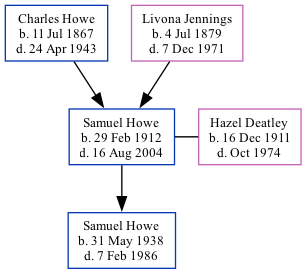 Charles Howe
b. 11 Jul 1867
d. 24 Apr 1943
Livona Jennings
b. 4 Jul 1879
d. 7 Dec 1971
Samuel Howe
b. 29 Feb 1912
d. 16 Aug 2004
Hazel Deatley
b. 16 Dec 1911
d. Oct 1974
Samuel Howe
b. 31 May 1938
d. 7 Feb 1986